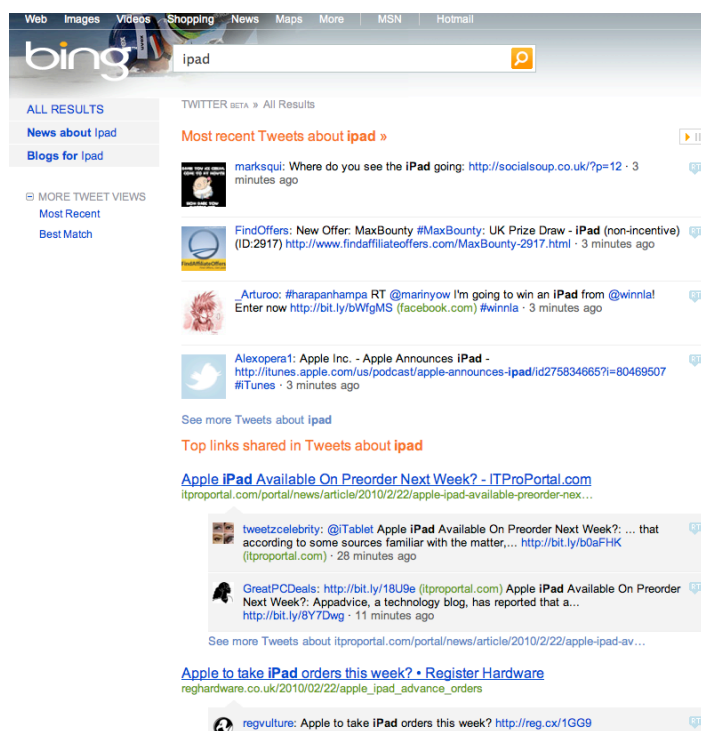 Web Images Videos Shopping News Maps More MSN Hotmail
bing
ipad
ALL RESULTS
News about Ipad
Blogs for Ipad
MORE TWEET VIEWS
Most Recent
Best Match
TWITTER BETA » All Results
Most recent Tweets about ipad »
marksqui: Where do you see the iPad going: http://socialsoup.co.uk/?p=12 · 3
minutes ago
FindOffers: New Offer: MaxBounty #MaxBounty: UK Prize Draw - iPad (non-incentive)
(ID:2917) http://www.findaffiliateoffers.com/MaxBounty-2917.html · 3 minutes ago
_Arturoo: #harapanhampa RT @marinyow I'm going to win an iPad from @winnla!
Enter now http://bit.ly/bWfgMS (facebook.com) #winnla · 3 minutes ago
Alexopera1: Apple Inc. - Apple Announces iPad -
http://itunes.apple.com/us/podcast/apple-announces-ipad/id275834665?i=80469507
#iTunes · 3 minutes ago
See more Tweets about ipad
Top links shared in Tweets about ipad
Apple iPad Available On Preorder Next Week? - ITProPortal.com
itproportal.com/portal/news/article/2010/2/22/apple-ipad-available-preorder-nex...
tweetzcelebrity: @iTablet Apple iPad Available On Preorder Next Week?: ... that
according to some sources familiar with the matter,... http://bit.ly/b0aFHK
(itproportal.com) · 28 minutes ago
GreatPCDeals: http://bit.ly/18U9e (itproportal.com) Apple iPad Available On Preorder
Next Week?: Appadvice, a technology blog, has reported that a...
http://bit.ly/8Y7Dwg · 11 minutes ago
See more Tweets about itproportal.com/portal/news/article/2010/2/22/apple-ipad-av...
Apple to take iPad orders this week? • Register Hardware
reghardware.co.uk/2010/02/22/apple_ipad_advance_orders
regvulture: Apple to take iPad orders this week? http://reg.cx/1GG9